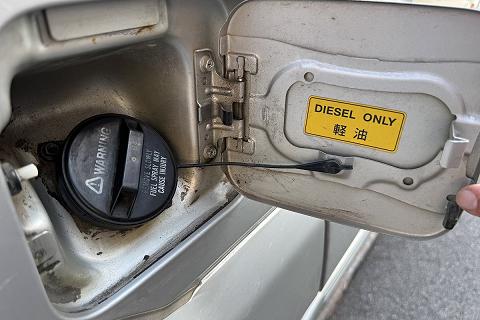 WARNING
FUEL SPRAY MAY
CAUSE INJURY
DIESEL ONLY
軽油